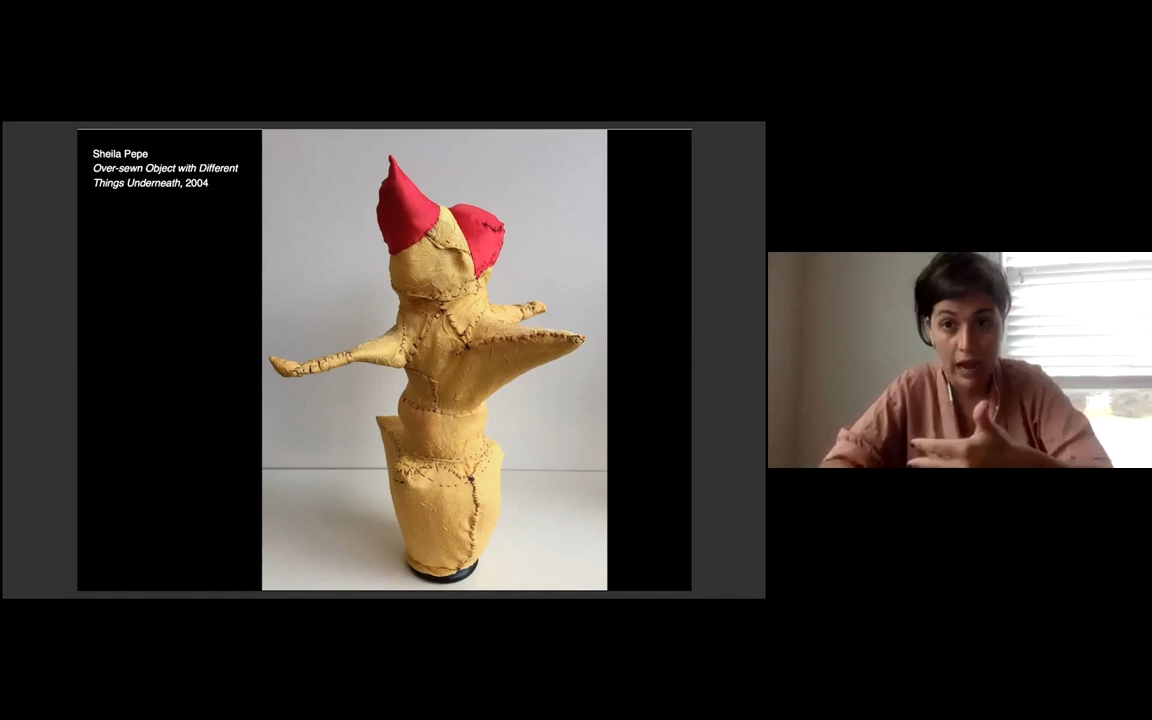 Sheila Pepe
Over-sewn Object with Different
Things Underneath, 2004